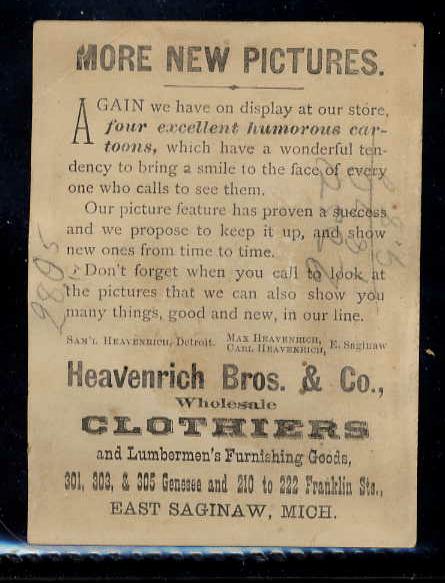 MORE NEW PICTURES.
AGAIN we have on display at our store,
four excellent humorous car-
toons, which have a wonderful ten-
dency to bring a smile to the face of every
one who calls to see them.
Our picture feature has proven a success
and we propose to keep it up, and show
new ones from time to time.
Don't forget when you call to look at
the pictures that we can also show you
many things, good and new, in our line.
SAM'L HEAVENRICH, Detroit. MAX HEAVENRICH, CARL HEAVENRICH, E. Saginaw
Heavenrich Bros. & Co.,
Wholesale
CLOTHIERS
and Lumbermen's Furnishing Goods,
301, 303, & 305 Genesee and 210 to 222 Franklin Sts.,
EAST SAGINAW, MICH.